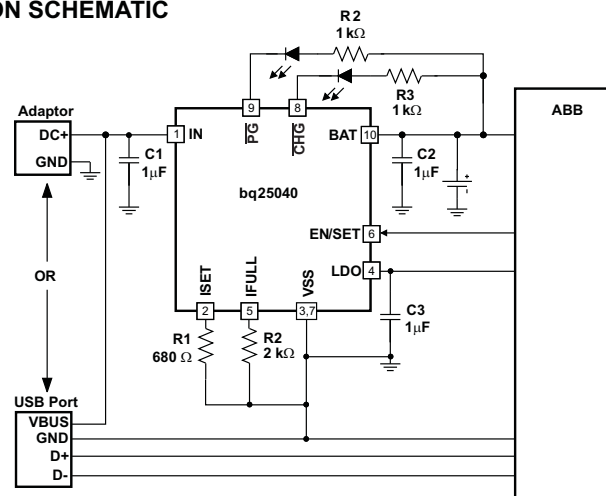 ON SCHEMATIC
R2
1 kΩ
R3
1 kΩ
Adaptor
DC+
GND
C1
1μF
1 IN
9
PG
8
CHG
BAT 10
C2
1μF
+
-
ABB
bq25040
EN/SET 6
LDO 4
OR
ISET
2
IFULL
5
VSS
3,7
C3
1μF
R1
680 Ω
R2
2 kΩ
USB Port
VBUS
GND
D+
D-